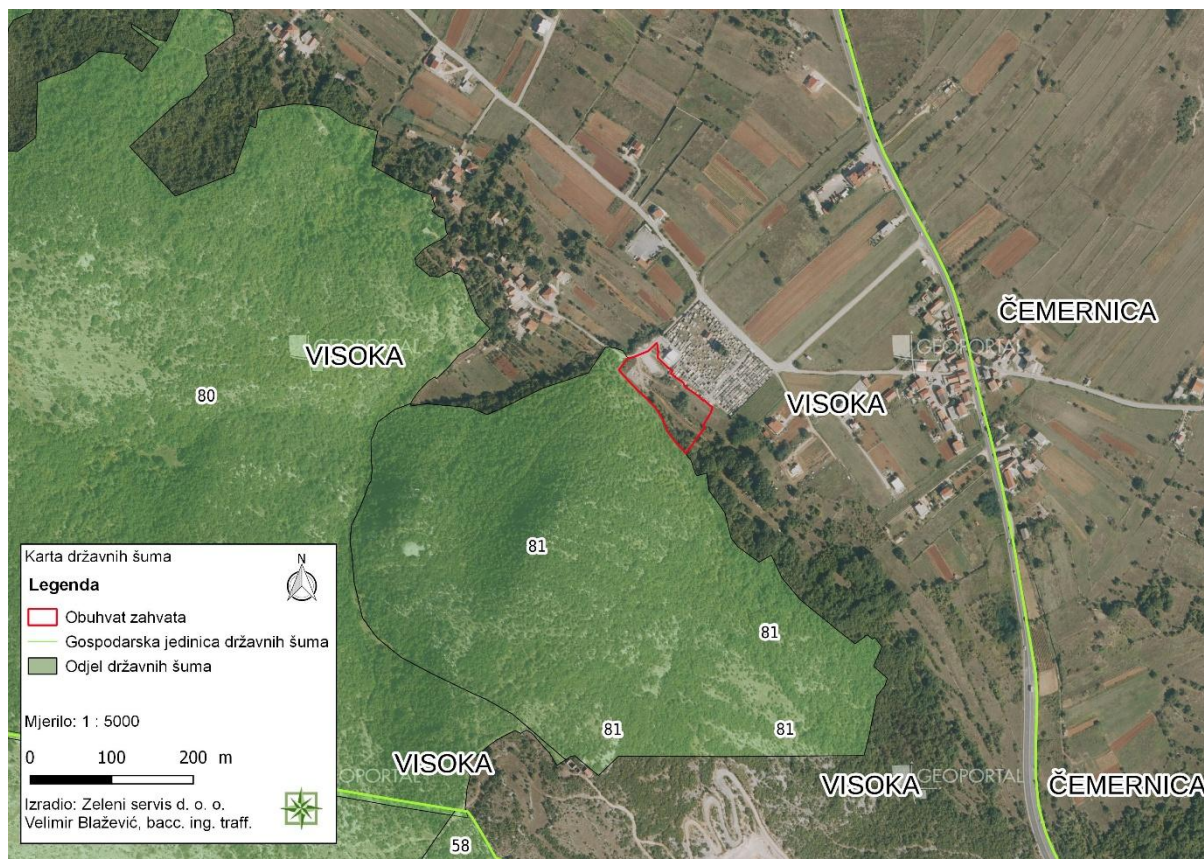 ČEMERNICA
GEOPORTAL
VISOKA
GEOPORTAL
80
VISOKA
81
81
81
81
VISOKA
GEOPORTAL
VISOKA
GEOPORTAL
ČEMERNICA
58
Karta državnih šuma
N
Legenda
Obuhvat zahvata
Gospodarska jedinica državnih šuma
Odjel državnih šuma
Mjerilo: 1 : 5000
0 100 200 m
Izradio: Zeleni servis d. o. o.
Velimir Blažević, bacc. ing. traff.